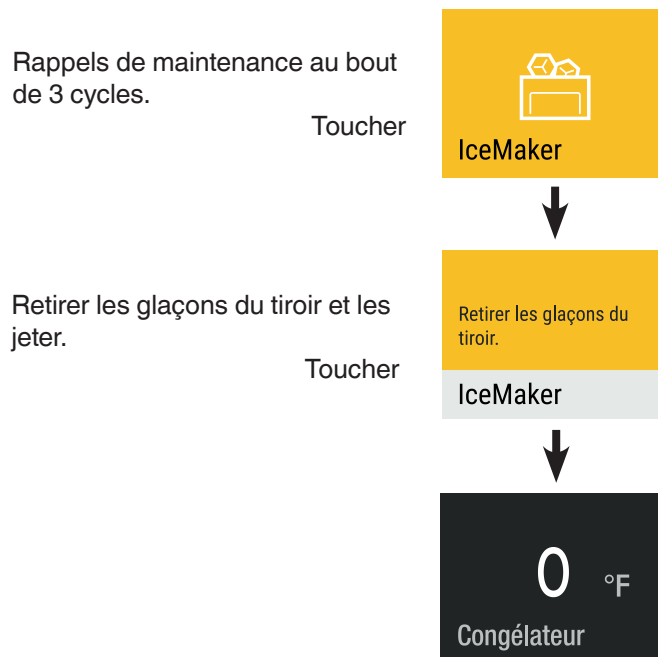 Rappels de maintenance au bout
de 3 cycles.
Toucher
IceMaker
Retirer les glaçons du tiroir et les
jeter.
Toucher
Retirer les glaçons du
tiroir.
IceMaker
0 °F
Congélateur